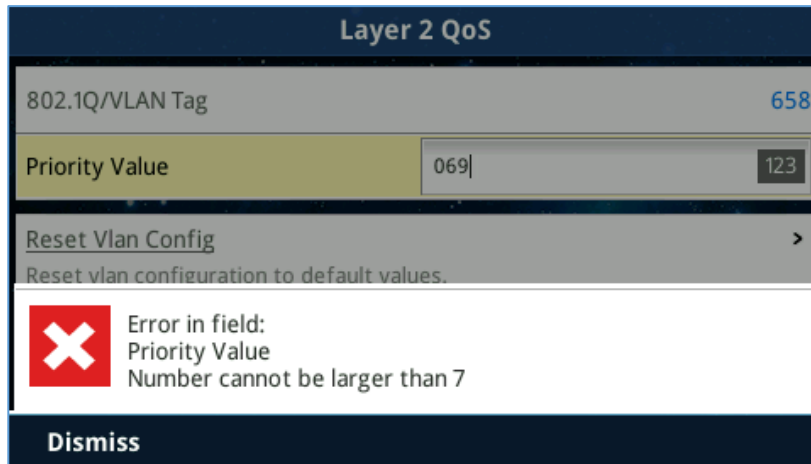 Layer 2 QoS
802.1Q/VLAN Tag 658
Priority Value 069 123
Reset Vlan Config >
Reset vlan configuration to default values.
Error in field:
Priority Value
Number cannot be larger than 7
Dismiss